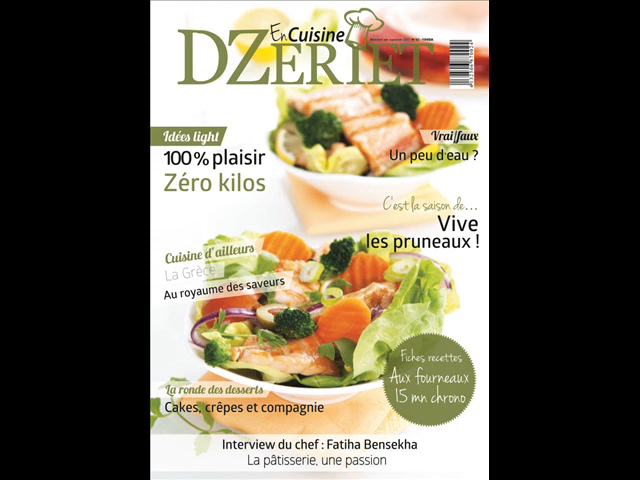 En Cuisine
DZERIET
Idées light
100% plaisir
Zéro kilos
Vrai/faux
Un peu d'eau ?
C'est la saison de...
Vive
les pruneaux !
Cuisine d'ailleurs
La Grèce
Au royaume des saveurs
Fiches recettes
Aux fourneaux
15 mn chrono
La ronde des desserts
Cakes, crêpes et compagnie
Interview du chef : Fatiha Bensekha
La pâtisserie, une passion